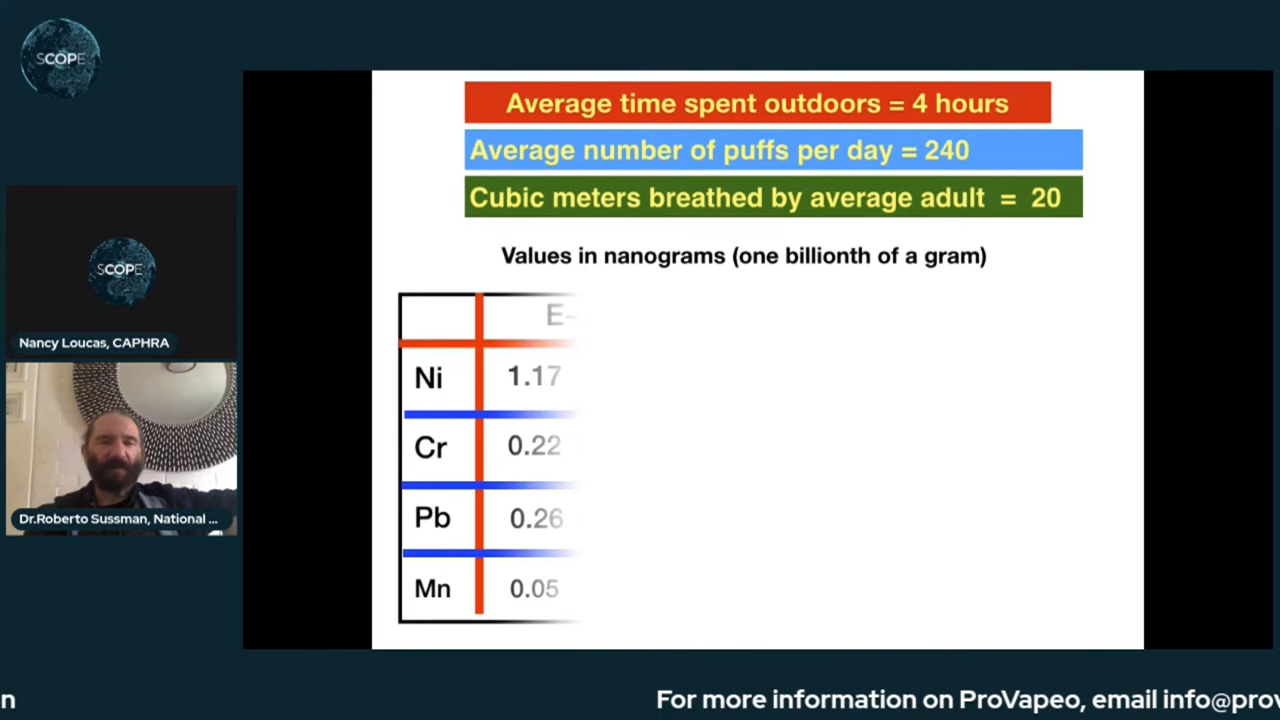 SCOPE
Average time spent outdoors = 4 hours
Average number of puffs per day = 240
Cubic meters breathed by average adult = 20
Values in nanograms (one billionth of a gram)
E-
Ni 1.17
Cr 0.22
Pb 0.26
Mn 0.05
SCOPE
Nancy Loucas, CAPHRA
Dr.Roberto Sussman, National ...
n
For more information on ProVapeo, email info@prov